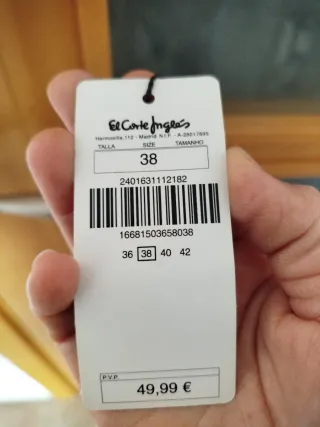 El Corte Inglés
Hermosilla, 112 - Madrid N.I.F. - A-28017895
TALLA SIZE TAMANHO
38
2401631112182
16681503658038
36 38 40 42
P.V.P.
49,99 €